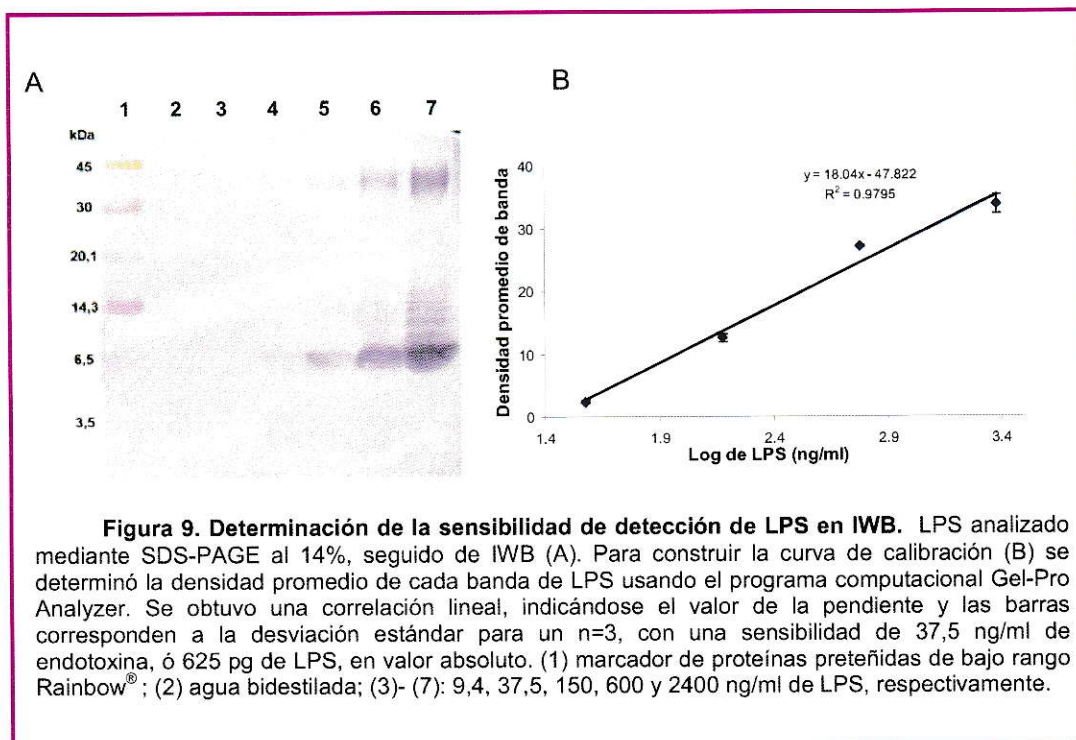 A
B
1 2 3 4 5 6 7
kDa
45
30
20,1
14,3
6,5
3,5
Densidad promedio de banda
40
30
20
10
0
y = 18.04x - 47.822
R² = 0.9795
1.4 1.9 2.4 2.9 3.4
Log de LPS (ng/ml)
Figura 9. Determinación de la sensibilidad de detección de LPS en IWB. LPS analizado
mediante SDS-PAGE al 14%, seguido de IWB (A). Para construir la curva de calibración (B) se
determinó la densidad promedio de cada banda de LPS usando el programa computacional Gel-Pro
Analyzer. Se obtuvo una correlación lineal, indicándose el valor de la pendiente y las barras
corresponden a la desviación estándar para un n=3, con una sensibilidad de 37,5 ng/ml de
endotoxina, ó 625 pg de LPS, en valor absoluto. (1) marcador de proteínas preteñidas de bajo rango
Rainbow® ; (2) agua bidestilada; (3)- (7): 9,4, 37,5, 150, 600 y 2400 ng/ml de LPS, respectivamente.